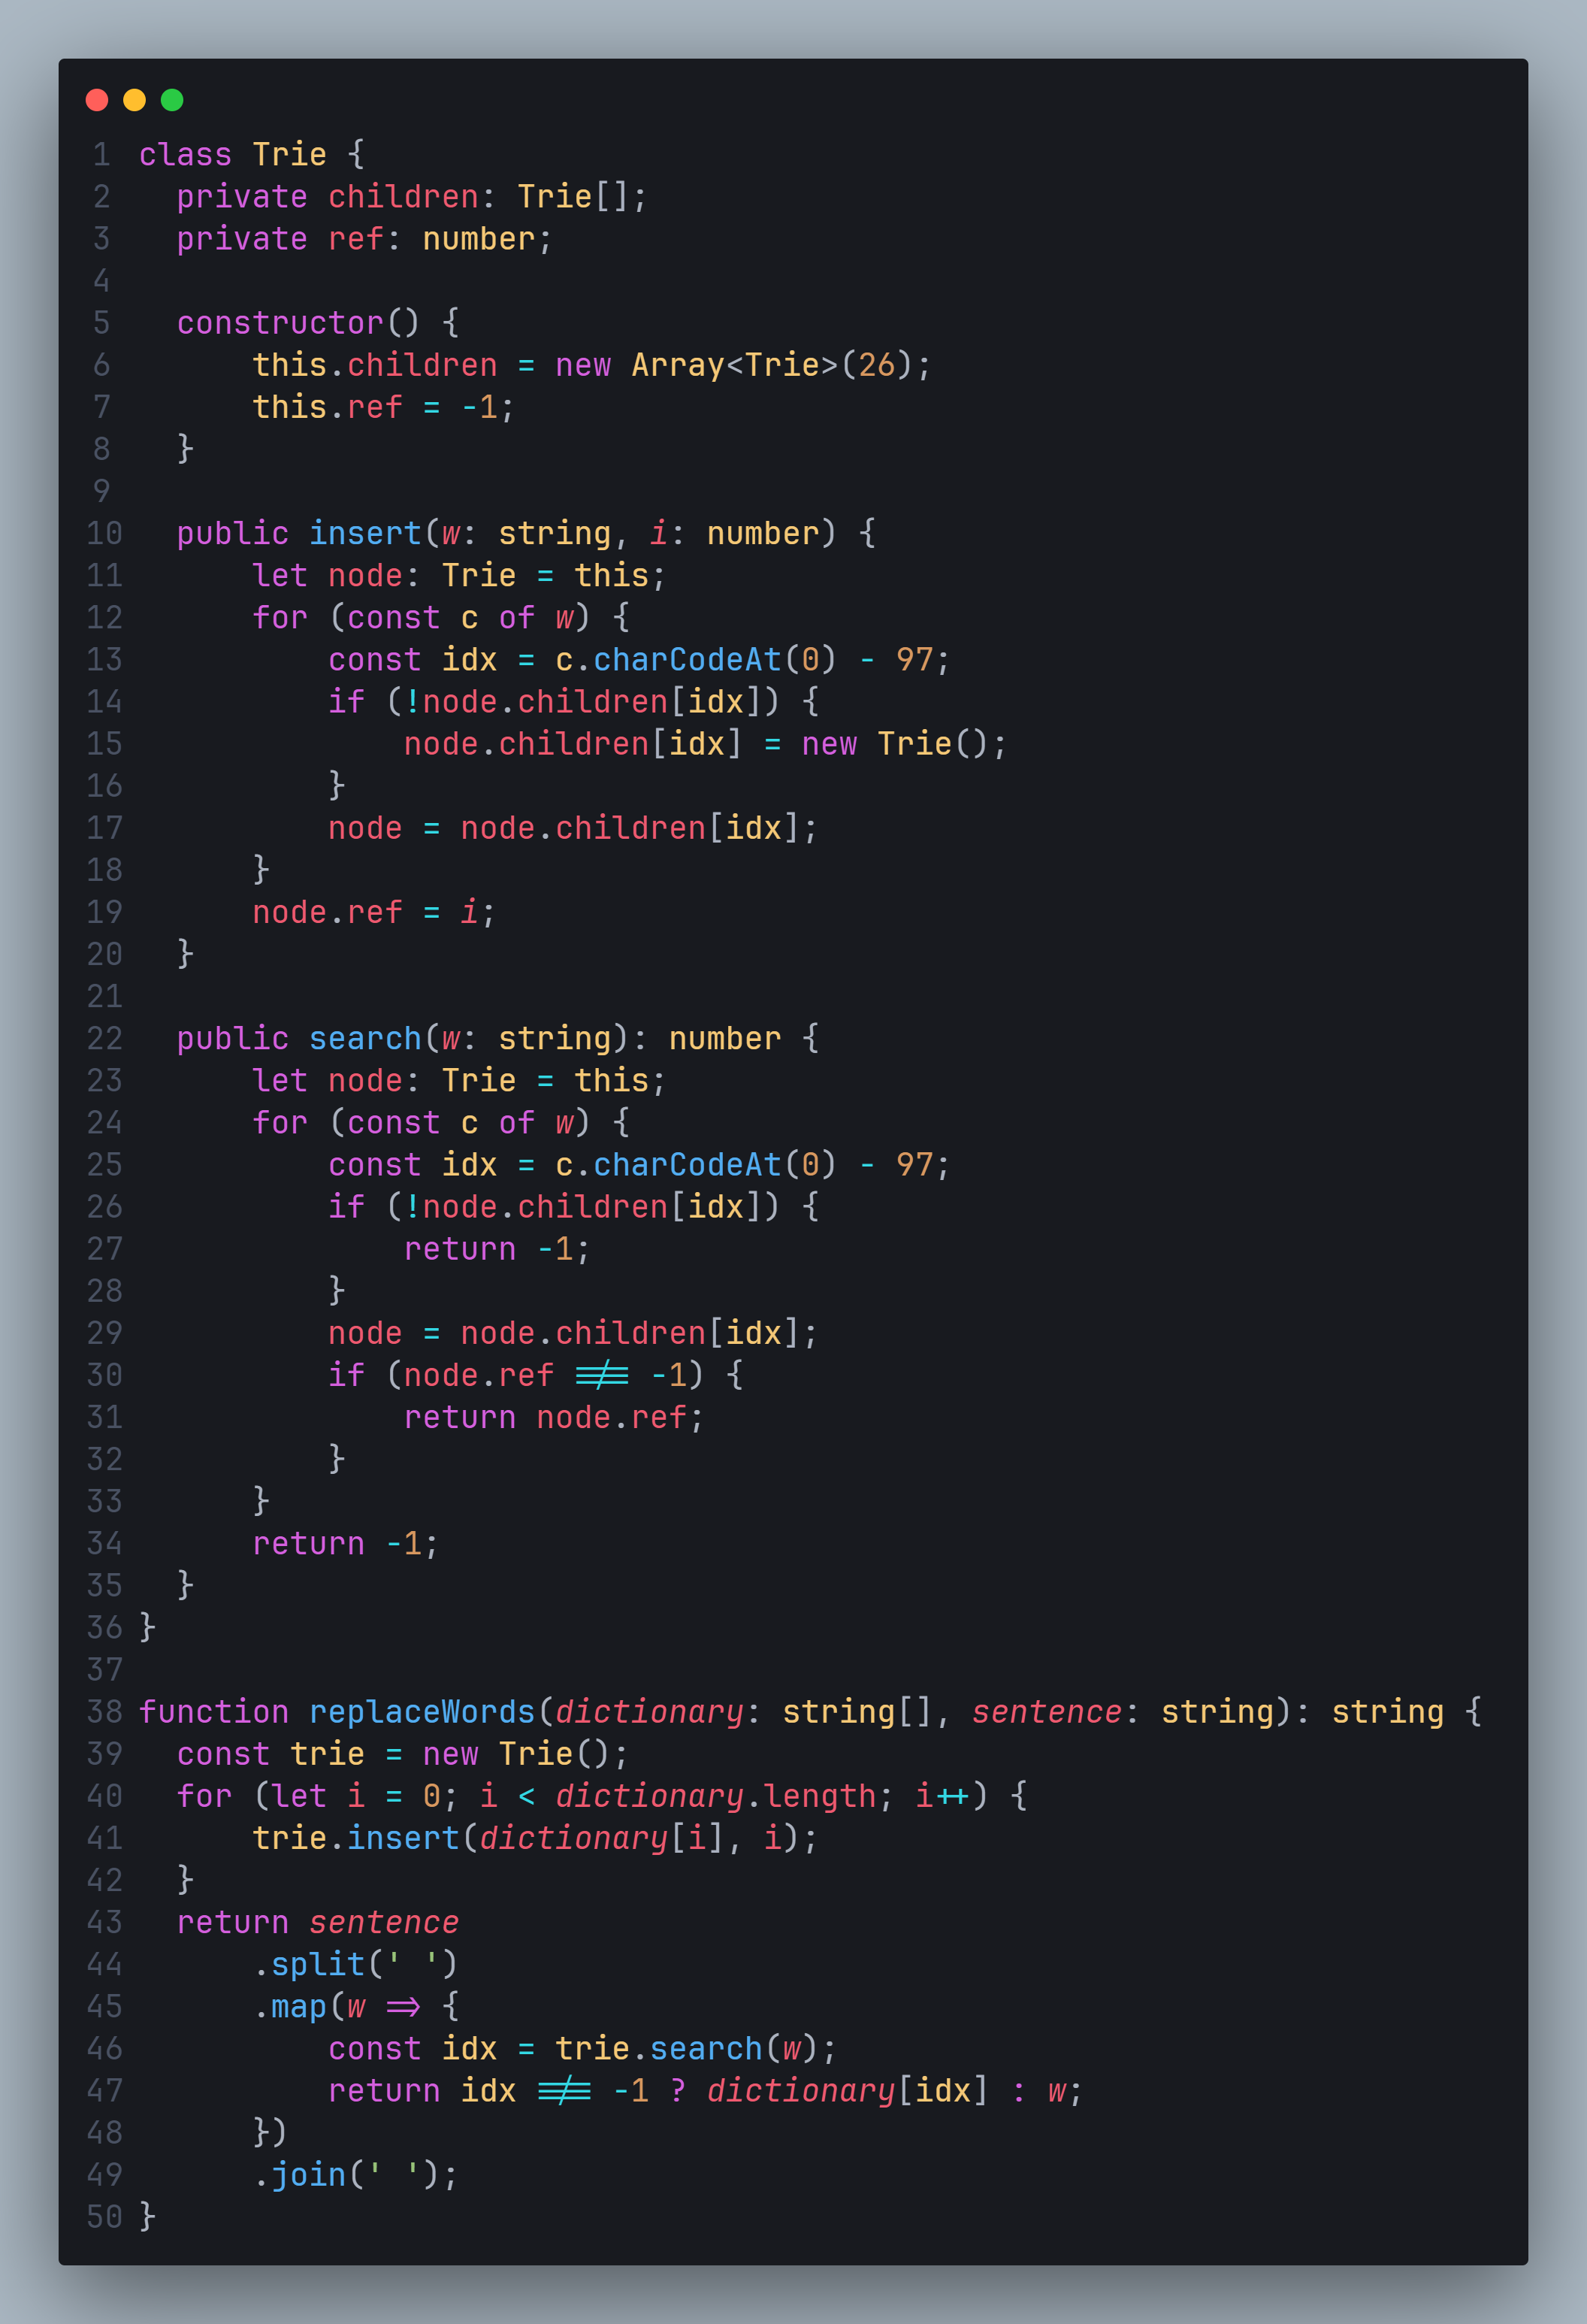 1 class Trie {
2   private children: Trie[];
3   private ref: number;
4
5   constructor() {
6       this.children = new Array<Trie>(26);
7       this.ref = -1;
8   }
9
10   public insert(w: string, i: number) {
11       let node: Trie = this;
12       for (const c of w) {
13           const idx = c.charCodeAt(0) - 97;
14           if (!node.children[idx]) {
15               node.children[idx] = new Trie();
16           }
17           node = node.children[idx];
18       }
19       node.ref = i;
20   }
21
22   public search(w: string): number {
23       let node: Trie = this;
24       for (const c of w) {
25           const idx = c.charCodeAt(0) - 97;
26           if (!node.children[idx]) {
27               return -1;
28           }
29           node = node.children[idx];
30           if (node.ref !== -1) {
31               return node.ref;
32           }
33       }
34       return -1;
35   }
36 }
37
38 function replaceWords(dictionary: string[], sentence: string): string {
39   const trie = new Trie();
40   for (let i = 0; i < dictionary.length; i++) {
41       trie.insert(dictionary[i], i);
42   }
43   return sentence
44       .split(' ')
45       .map(w => {
46           const idx = trie.search(w);
47           return idx !== -1 ? dictionary[idx] : w;
48       })
49       .join(' ');
50 }